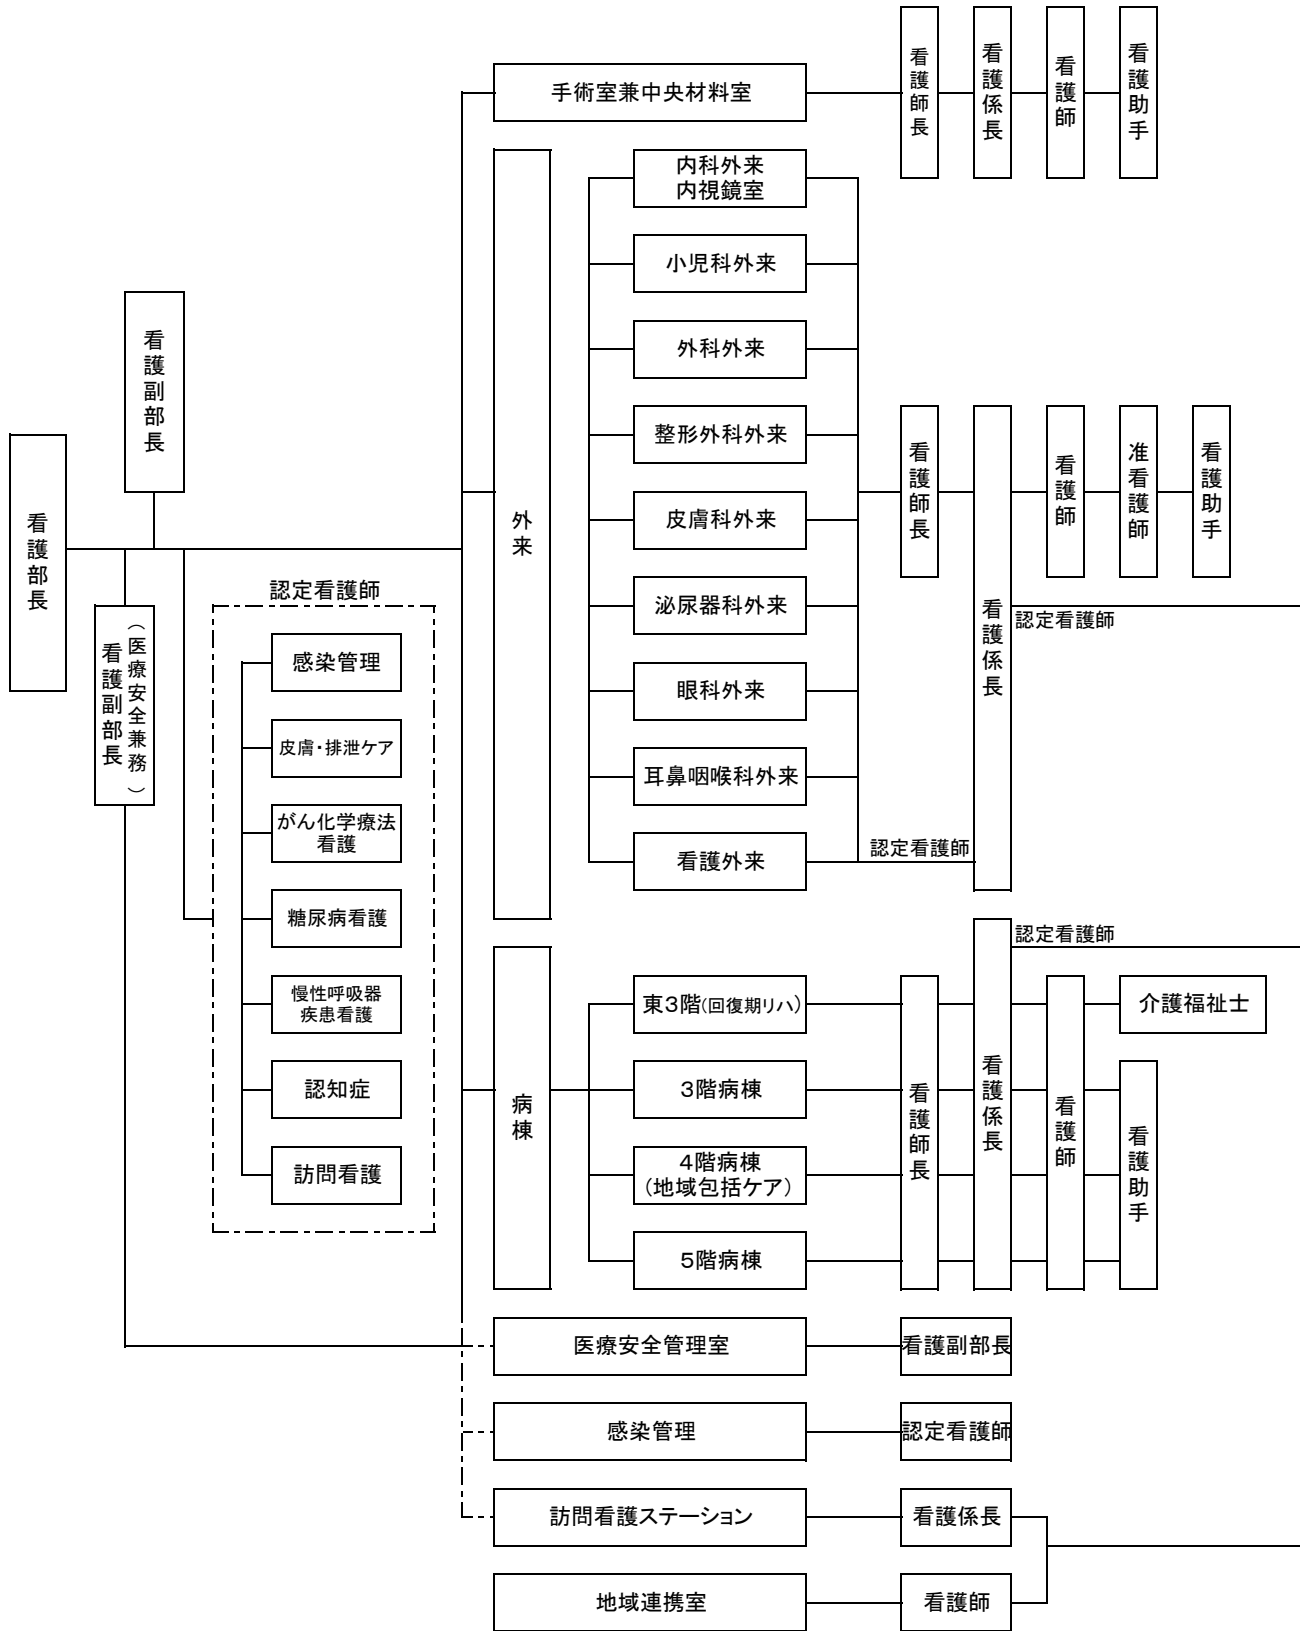 看護部長
看護副部長
看護副部長
（医療安全兼務）
認定看護師
感染管理
皮膚・排泄ケア
がん化学療法
看護
糖尿病看護
慢性呼吸器
疾患看護
認知症
訪問看護
手術室兼中央材料室
看護師長
看護係長
看護師
看護助手
外来
内科外来
内視鏡室
小児科外来
外科外来
整形外科外来
皮膚科外来
泌尿器科外来
眼科外来
耳鼻咽喉科外来
看護外来
認定看護師
看護師長
看護係長
看護師
准看護師
看護助手
認定看護師
病棟
東3階(回復期リハ)
3階病棟
4階病棟
(地域包括ケア)
5階病棟
看護師長
看護係長
認定看護師
看護師
介護福祉士
看護助手
医療安全管理室
看護副部長
感染管理
認定看護師
訪問看護ステーション
看護係長
地域連携室
看護師